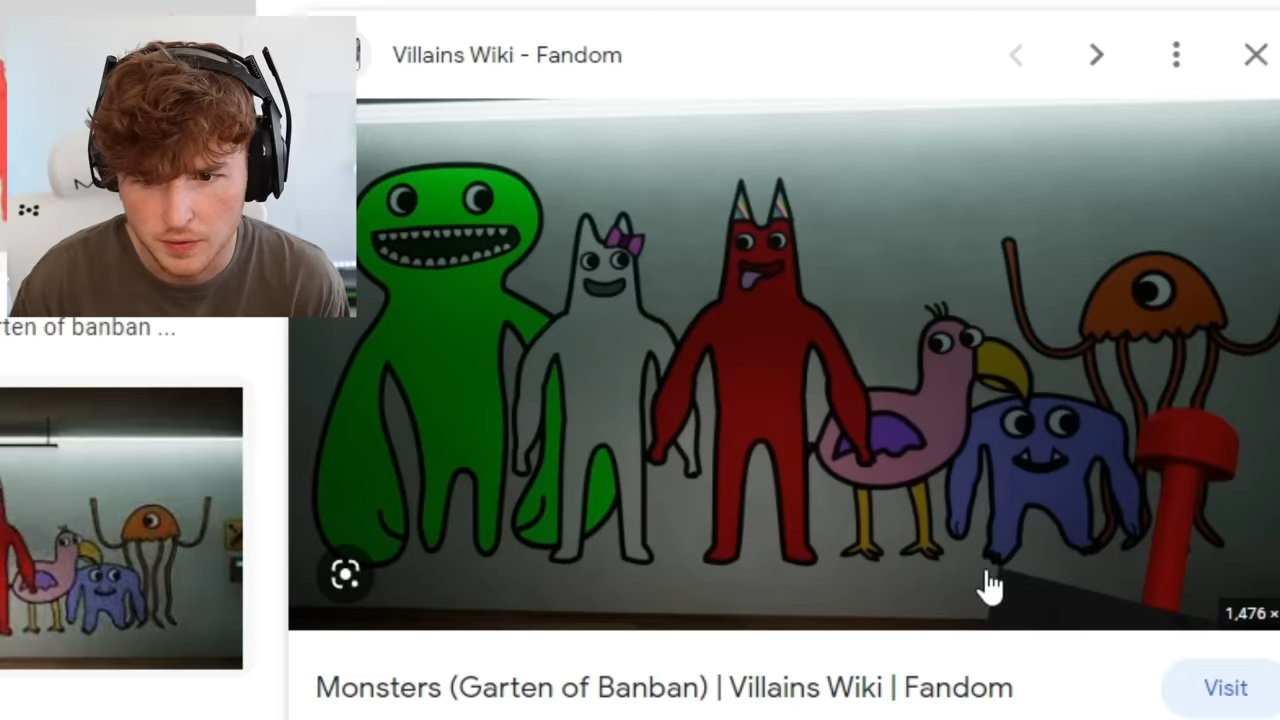 Villains Wiki - Fandom
rten of banban ...
1,476 ×
Monsters (Garten of Banban) | Villains Wiki | Fandom
Visit